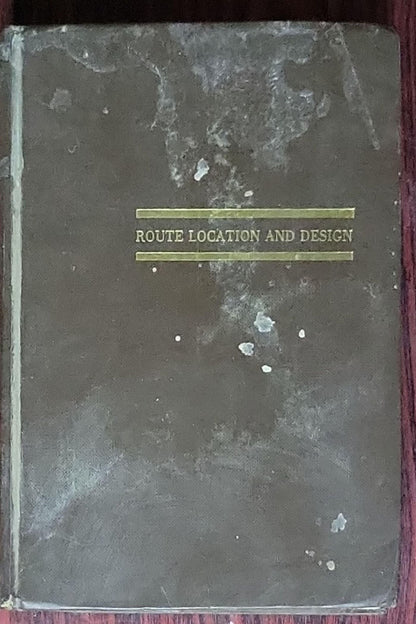 ROUTE LOCATION AND DESIGN